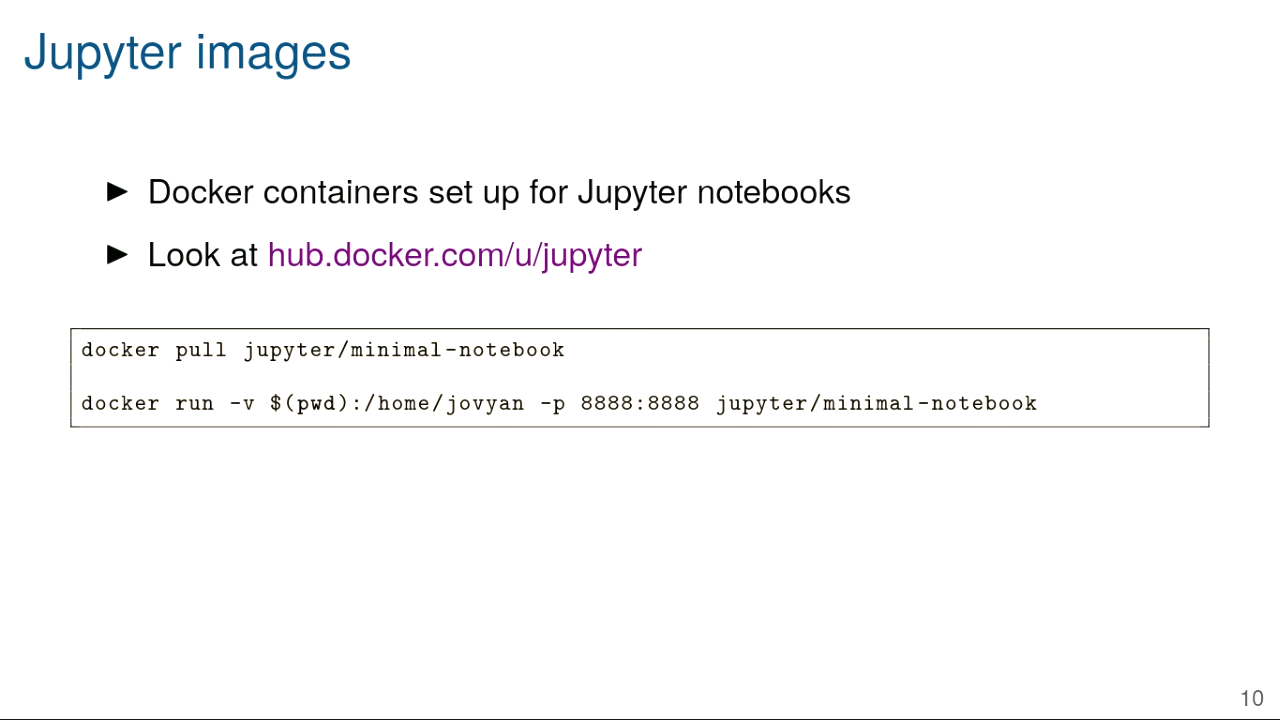 Jupyter images
▶ Docker containers set up for Jupyter notebooks
▶ Look at hub.docker.com/u/jupyter
docker pull jupyter/minimal-notebook
docker run -v $(pwd):/home/jovyan -p 8888:8888 jupyter/minimal-notebook
10